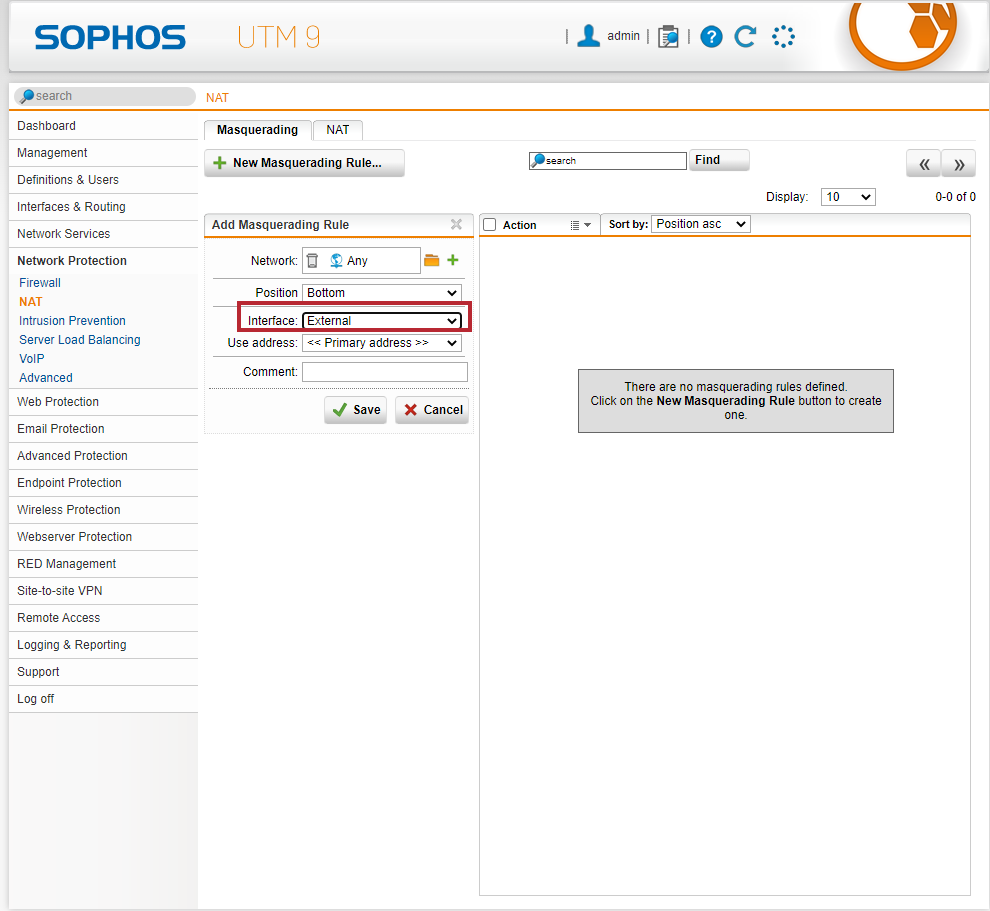 SOPHOS UTM 9
| admin | | ?
search
NAT
Dashboard
Management
Definitions & Users
Interfaces & Routing
Network Services
Network Protection
Firewall
NAT
Intrusion Prevention
Server Load Balancing
VoIP
Advanced
Web Protection
Email Protection
Advanced Protection
Endpoint Protection
Wireless Protection
Webserver Protection
RED Management
Site-to-site VPN
Remote Access
Logging & Reporting
Support
Log off
Masquerading NAT
New Masquerading Rule...
search Find
« »
Display: 10 0-0 of 0
Add Masquerading Rule
Network: Any
Position Bottom
Interface: External
Use address: << Primary address >>
Comment:
Save Cancel
Action Sort by: Position asc
There are no masquerading rules defined.
Click on the New Masquerading Rule button to create
one.